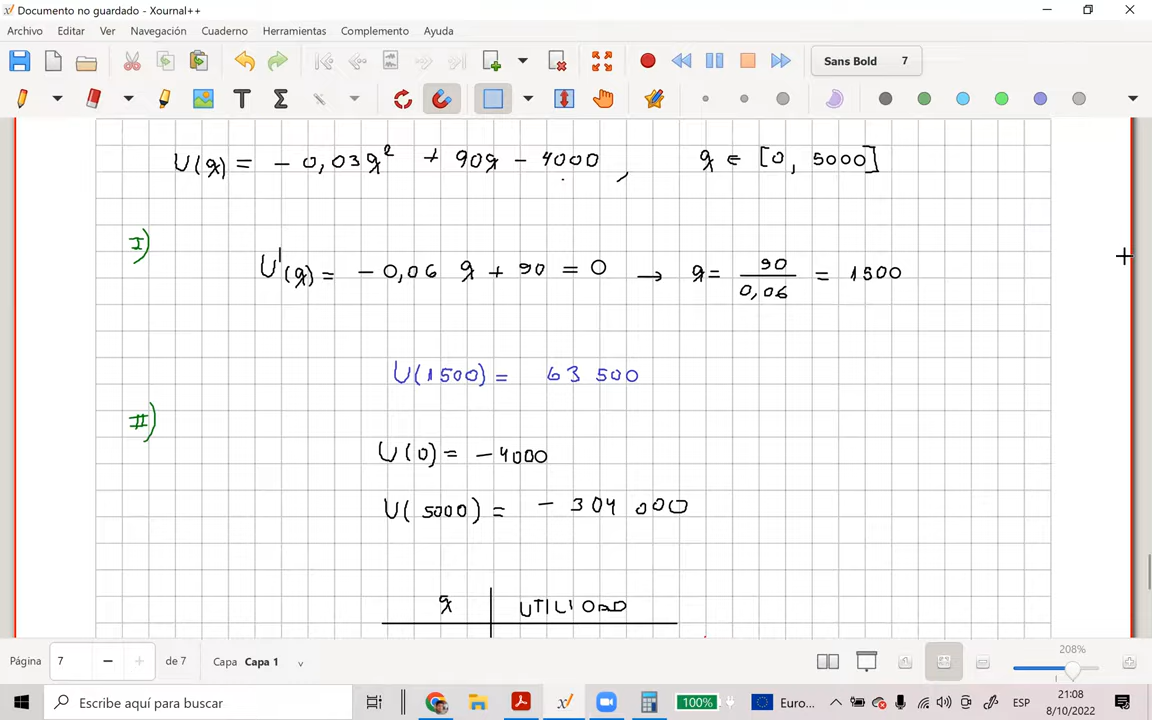 Documento no guardado - Xournal++
Archivo Editar Ver Navegación Cuaderno Herramientas Complemento Ayuda
Sans Bold 7
U(q) = - 0,03q² + 90q - 4000, q ∈ [0, 5000]
I)
U'(q) = - 0,06 q + 90 = 0 → q = 90/0,06 = 1500
U(1500) = 63 500
II)
U(0) = - 4000
U(5000) = - 304 000
q UTILIDAD
Página 7 de 7 Capa Capa 1 208%
Escribe aquí para buscar 100% Euro... ESP 21:08
8/10/2022